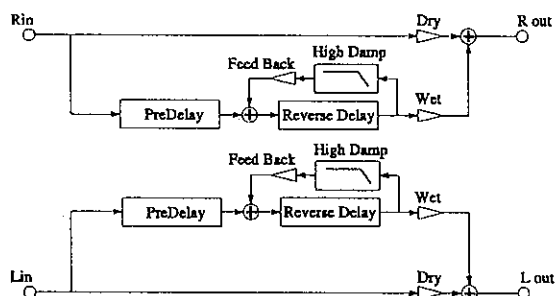 Rin
Dry
R out
High Damp
Feed Back
Wet
PreDelay
Reverse Delay
High Damp
Feed Back
Wet
PreDelay
Reverse Delay
Lin
Dry
L out